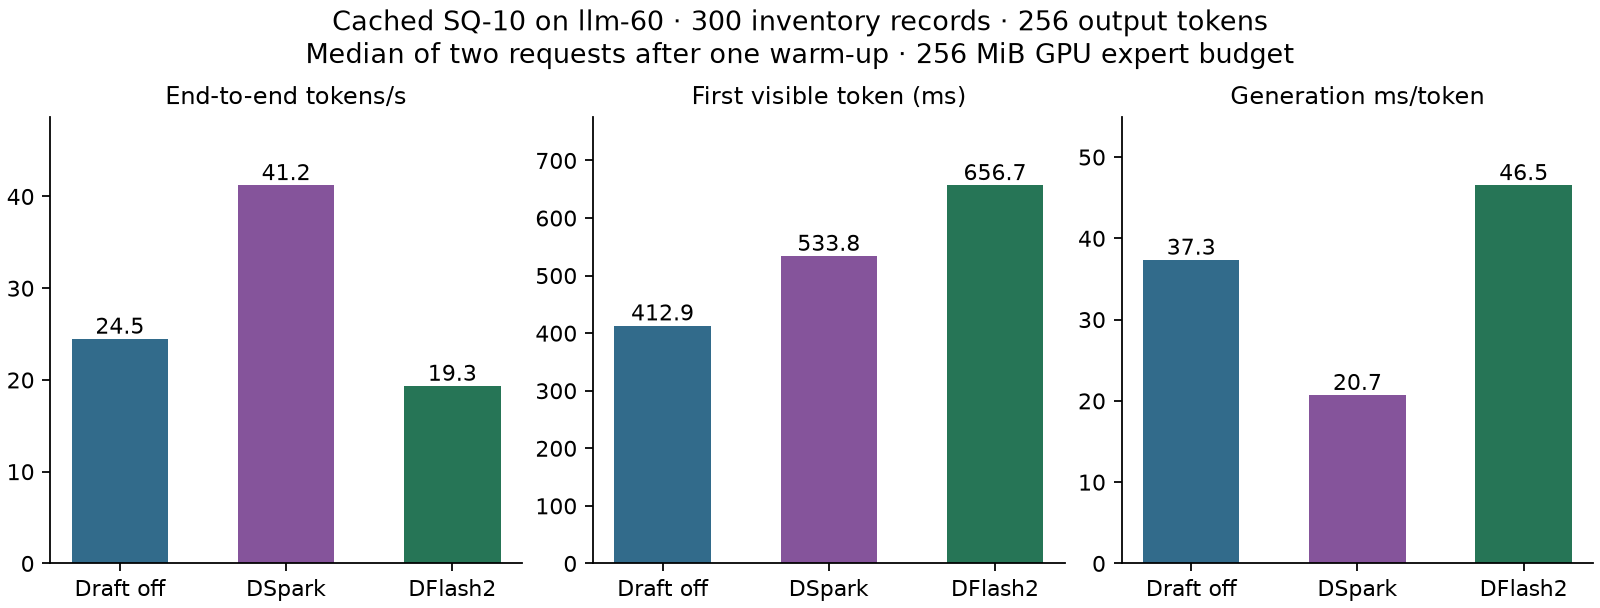 Cached SQ-10 on llm-60 · 300 inventory records · 256 output tokens
Median of two requests after one warm-up · 256 MiB GPU expert budget
End-to-end tokens/s
40
30
20
10
0
24.5
41.2
19.3
Draft off
DSpark
DFlash2
First visible token (ms)
700
600
500
400
300
200
100
0
412.9
533.8
656.7
Draft off
DSpark
DFlash2
Generation ms/token
50
40
30
20
10
0
37.3
20.7
46.5
Draft off
DSpark
DFlash2